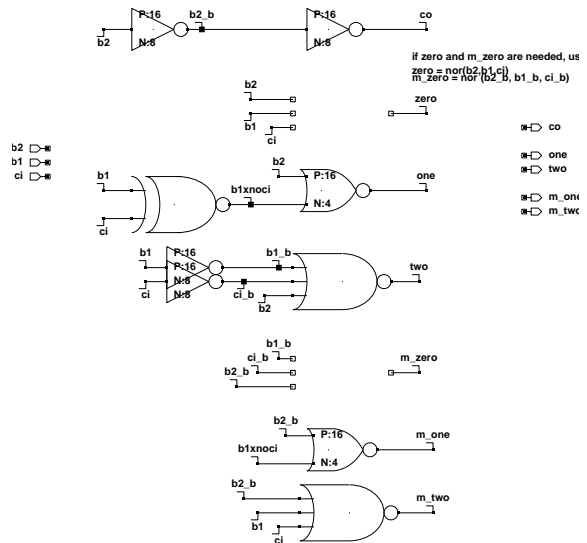 b2_b
co
P:16
P:16
b2
N:8
N:8
if zero and m_zero are needed, us
zero = nor(b2,b1,ci)
m_zero = nor (b2_b, b1_b, ci_b)
b2
zero
b1
ci
co
b2
b1
ci
one
two
m_one
m_two
b2
b1
P:16
one
b1xnoci
N:4
ci
b1
P:16
P:16
b1_b
two
N:8
N:8
ci
ci_b
b2
b1_b
ci_b
m_zero
b2_b
b2_b
P:16
m_one
b1xnoci
N:4
b2_b
m_two
b1
ci